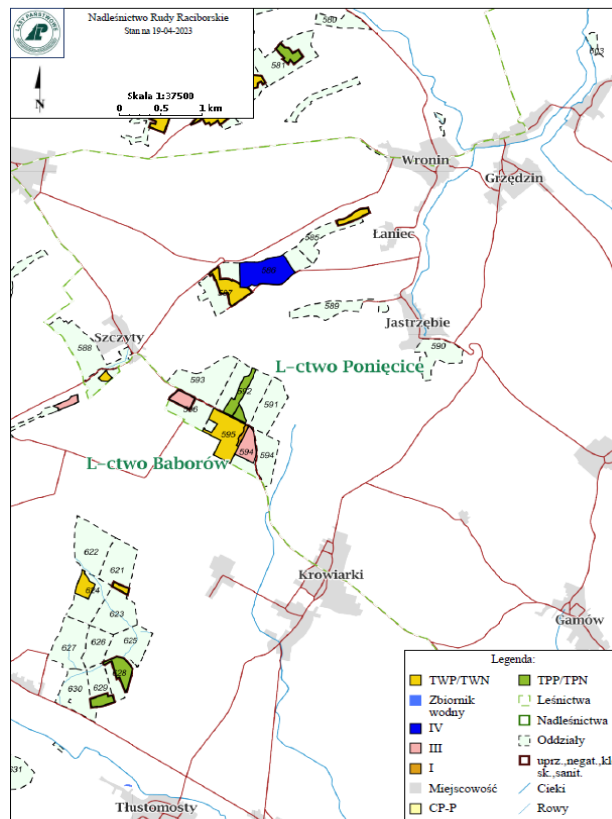 LASY PAŃSTWOWE
Nadleśnictwo Rudy Raciborskie
Stan na 19-04-2023
Skala 1:37500
0 0.5 1 km
N
580
581
603
Wronin
Grzędzin
Łaniec
585
586
587
589
Jastrzębie
590
Szczyty
588
L-ctwo Ponięcice
593
592
591
596
595
594
594
L-ctwo Baborów
622
621
624
623
Krowiarki
Gamów
627
626
625
628
629
630
631
Tłustomosty
Legenda:
TWP/TWN
TPP/TPN
Zbiornik
wodny
Leśnictwa
Nadleśnictwa
IV
Oddziały
III
uprz.,negat.,kl
sk.,sanit.
I
Miejscowość
Cieki
CP-P
Rowy